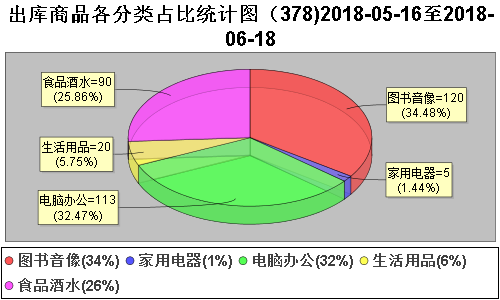 出库商品各分类占比统计图（378)2018-05-16至2018-
06-18
食品酒水=90
(25.86%)
图书音像=120
(34.48%)
生活用品=20
(5.75%)
家用电器=5
(1.44%)
电脑办公=113
(32.47%)
图书音像(34%) 家用电器(1%) 电脑办公(32%) 生活用品(6%)
食品酒水(26%)